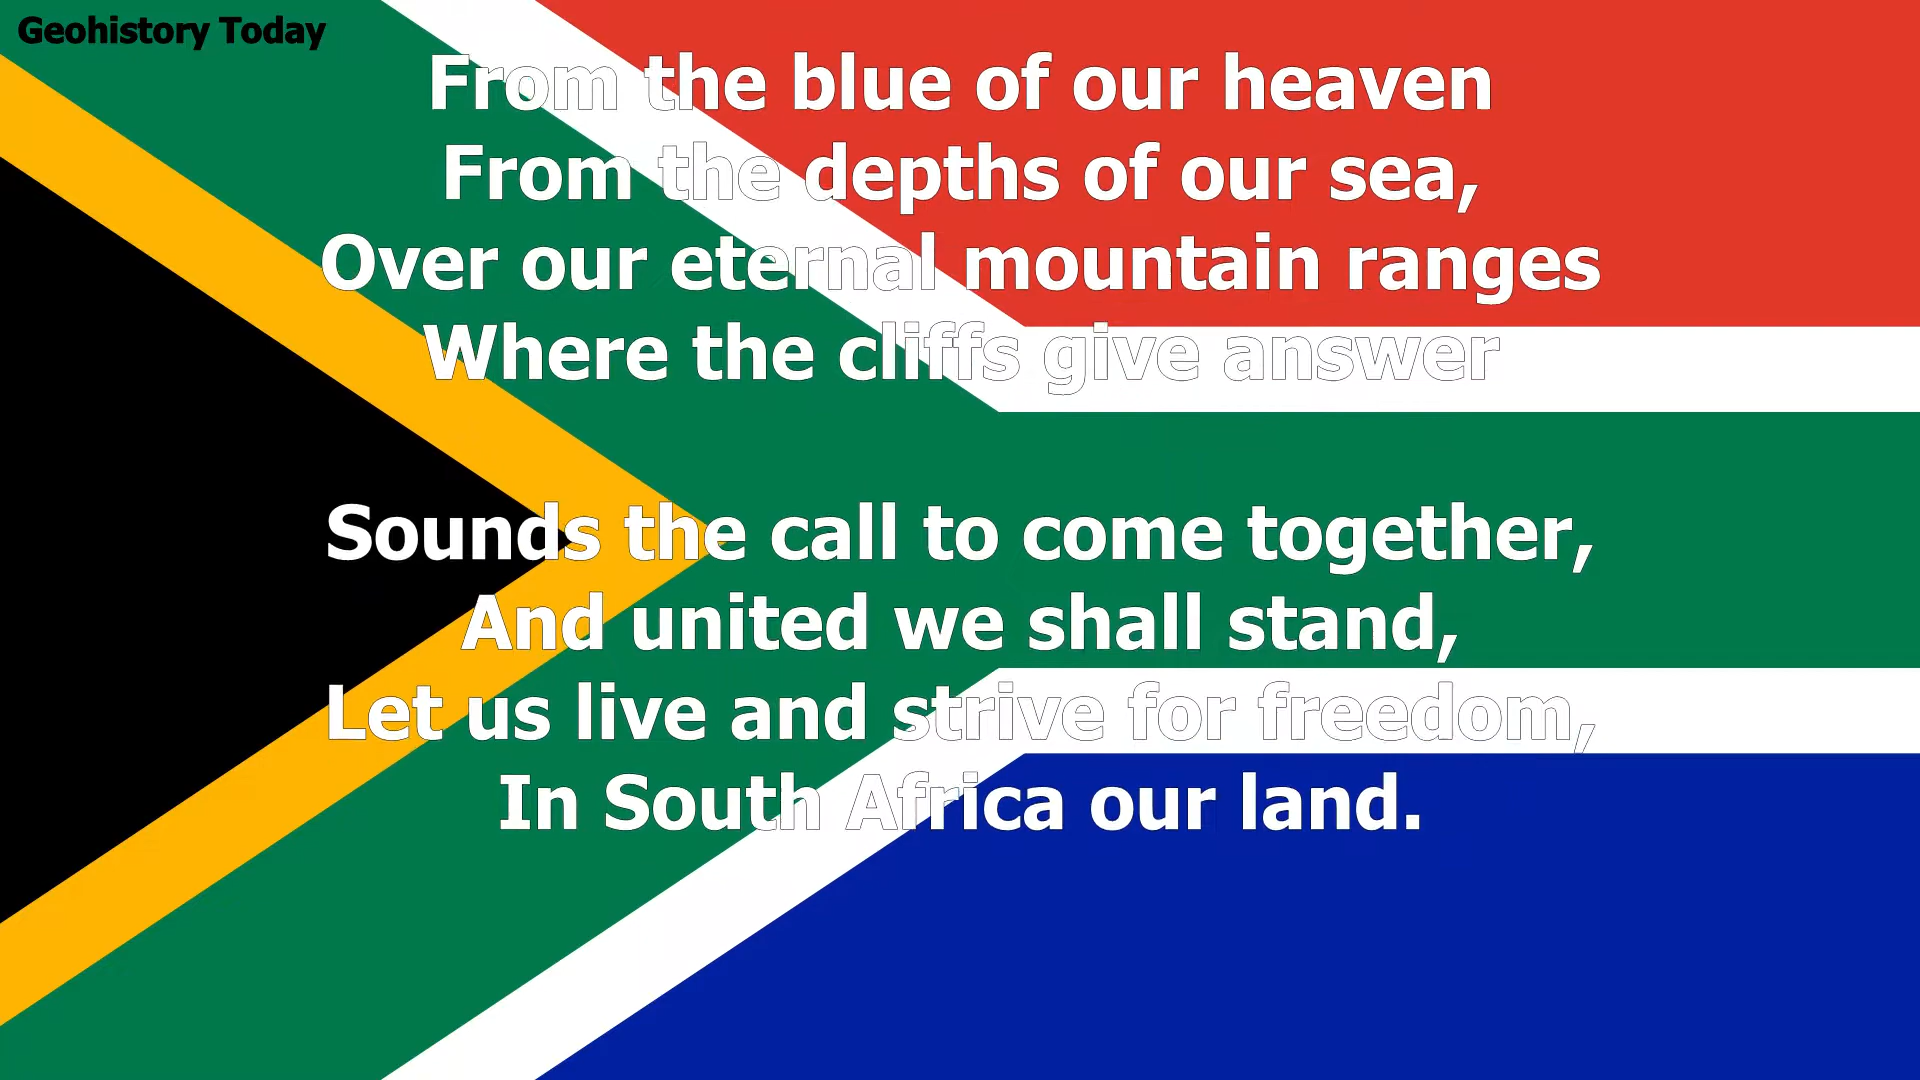 Geohistory Today
From the blue of our heaven
From the depths of our sea,
Over our eternal mountain ranges
Where the cliffs give answer
Sounds the call to come together,
And united we shall stand,
Let us live and strive for freedom,
In South Africa our land.